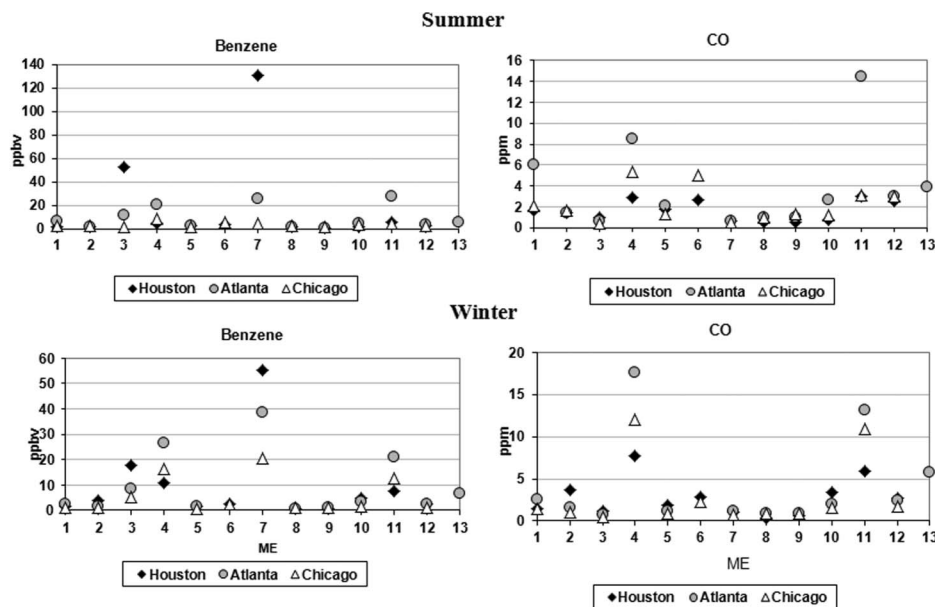 Summer
Benzene
140
120
100
80
60
40
20
0
ppbv
1 2 3 4 5 6 7 8 9 10 11 12 13
Houston Atlanta Chicago
CO
16
14
12
10
8
6
4
2
0
ppm
1 2 3 4 5 6 7 8 9 10 11 12 13
Houston Atlanta Chicago
Winter
Benzene
60
50
40
30
20
10
0
ppbv
1 2 3 4 5 6 7 8 9 10 11 12 13
ME
Houston Atlanta Chicago
CO
20
15
10
5
0
ppm
1 2 3 4 5 6 7 8 9 10 11 12 13
ME
Houston Atlanta Chicago